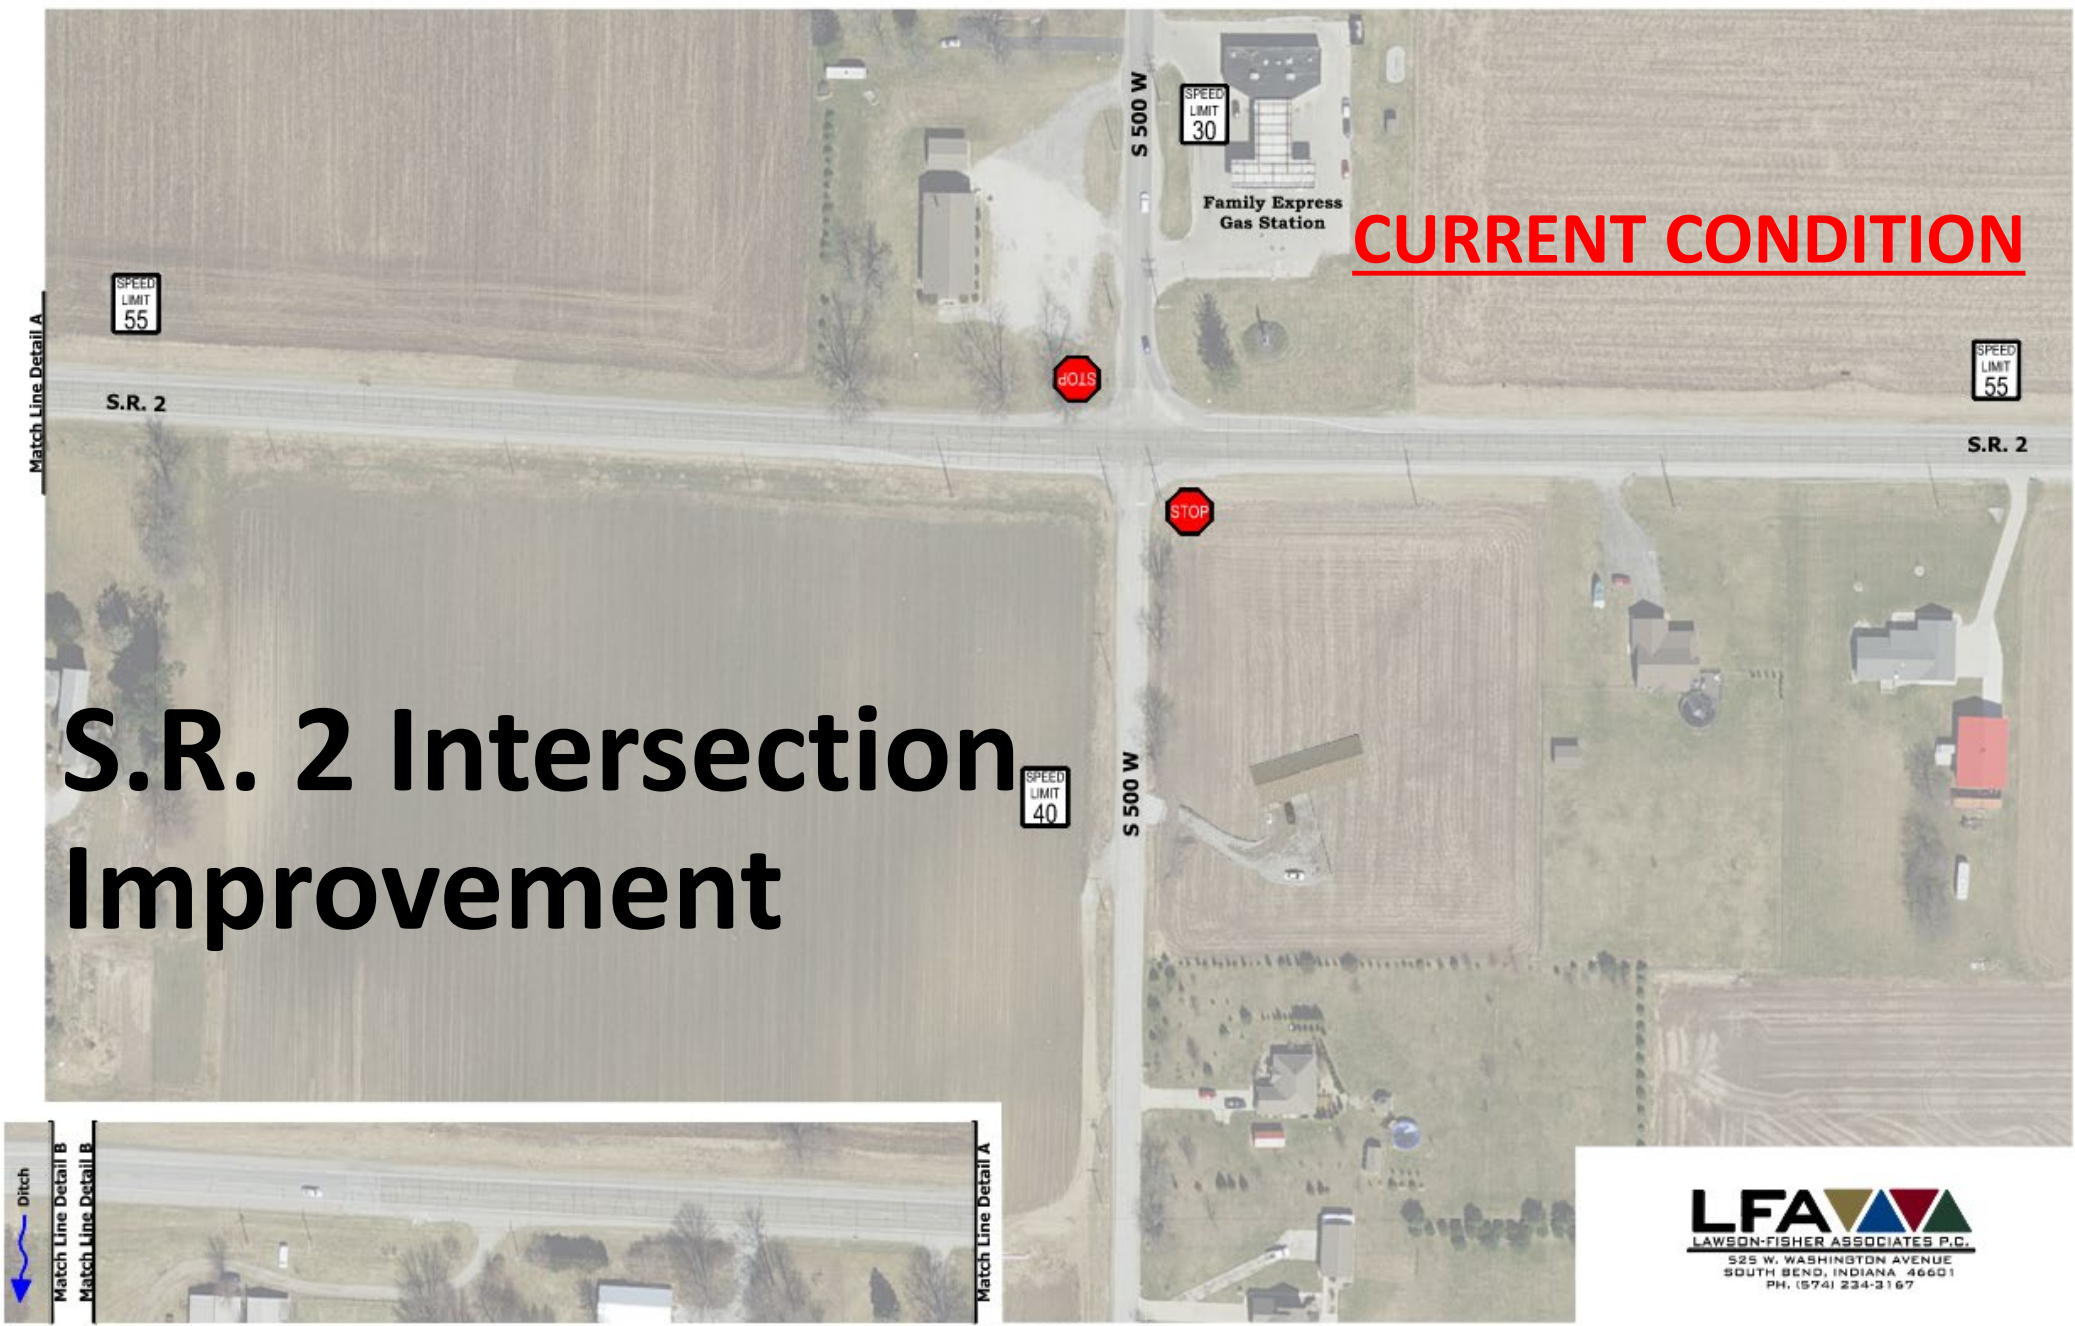 S 500 W
SPEED
LIMIT
30
Family Express
Gas Station
CURRENT CONDITION
SPEED
LIMIT
55
Match Line Detail A
S.R. 2
STOP
SPEED
LIMIT
55
S.R. 2
STOP
S.R. 2 Intersection
Improvement
SPEED
LIMIT
40
S 500 W
Ditch
Match Line Detail B
Match Line Detail B
Match Line Detail A
LFA
LAWSON-FISHER ASSOCIATES P.C.
525 W. WASHINGTON AVENUE
SOUTH BEND, INDIANA 46601
PH. (574) 234-3167